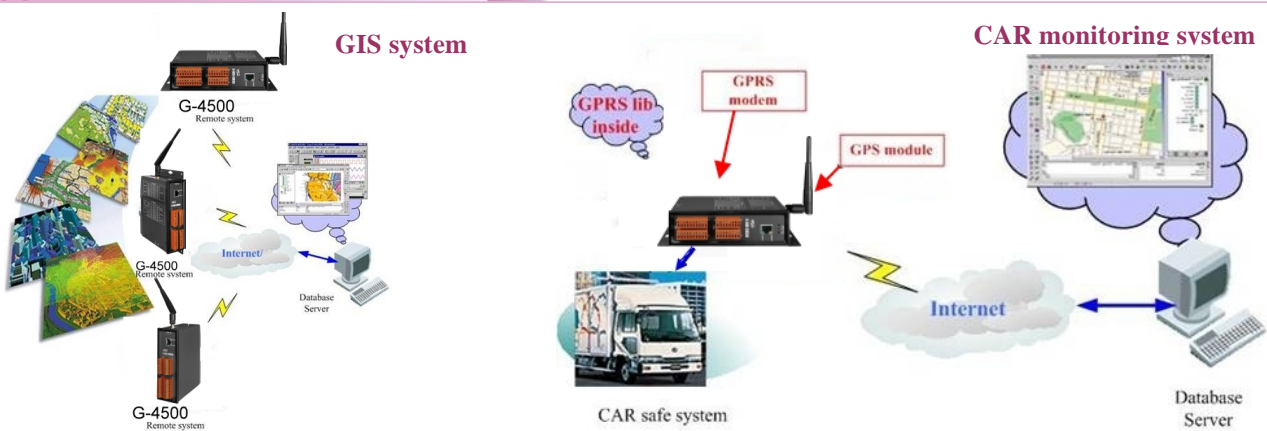 GIS system
G-4500
Remote system
G-4500
Remote system
Internet/
Database
Server
G-4500
Remote system
CAR monitoring system
GPRS
modem
GPRS lib
inside
GPS module
Internet
CAR safe system
Database
Server